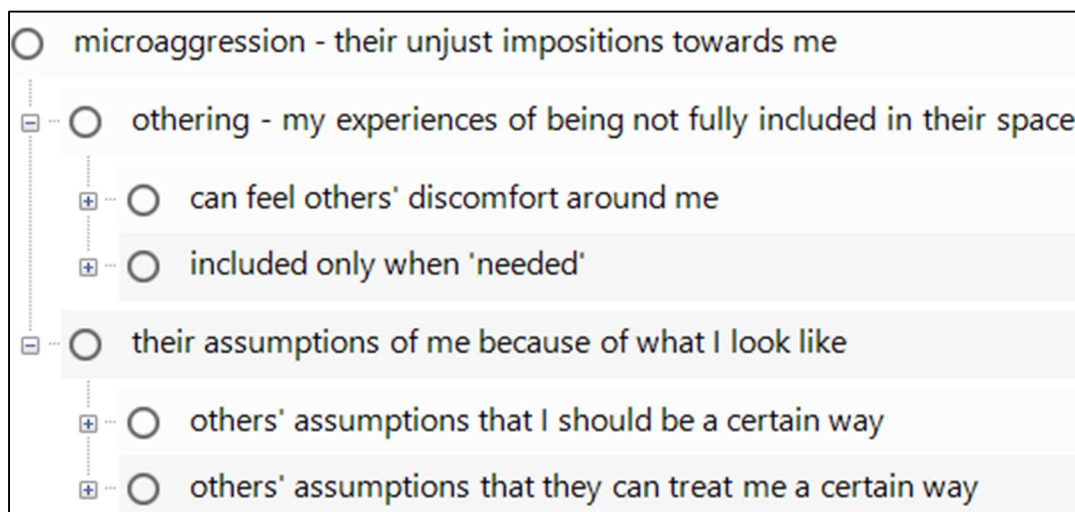 microaggression - their unjust impositions towards me
othering - my experiences of being not fully included in their space
can feel others' discomfort around me
included only when 'needed'
their assumptions of me because of what I look like
others' assumptions that I should be a certain way
others' assumptions that they can treat me a certain way